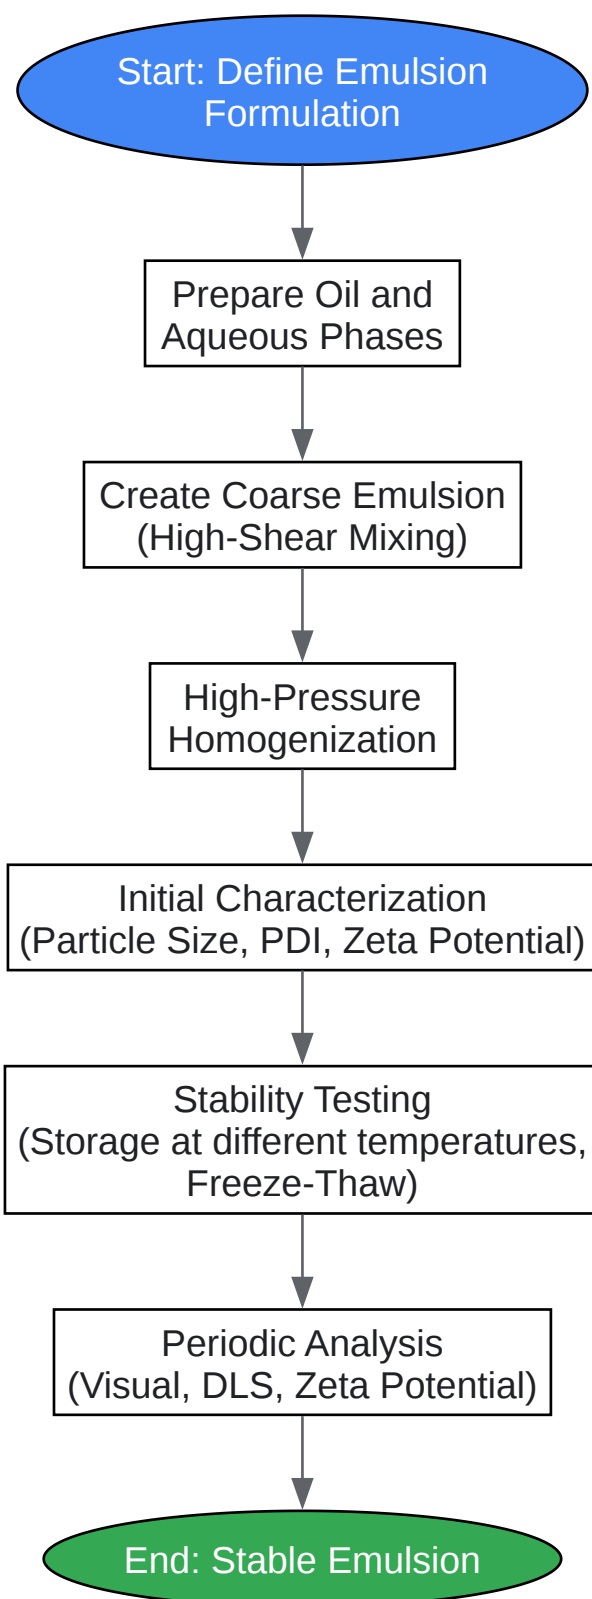 Start: Define Emulsion
Formulation
Prepare Oil and
Aqueous Phases
Create Coarse Emulsion
(High-Shear Mixing)
High-Pressure
Homogenization
Initial Characterization
(Particle Size, PDI, Zeta Potential)
Stability Testing
(Storage at different temperatures,
Freeze-Thaw)
Periodic Analysis
(Visual, DLS, Zeta Potential)
End: Stable Emulsion